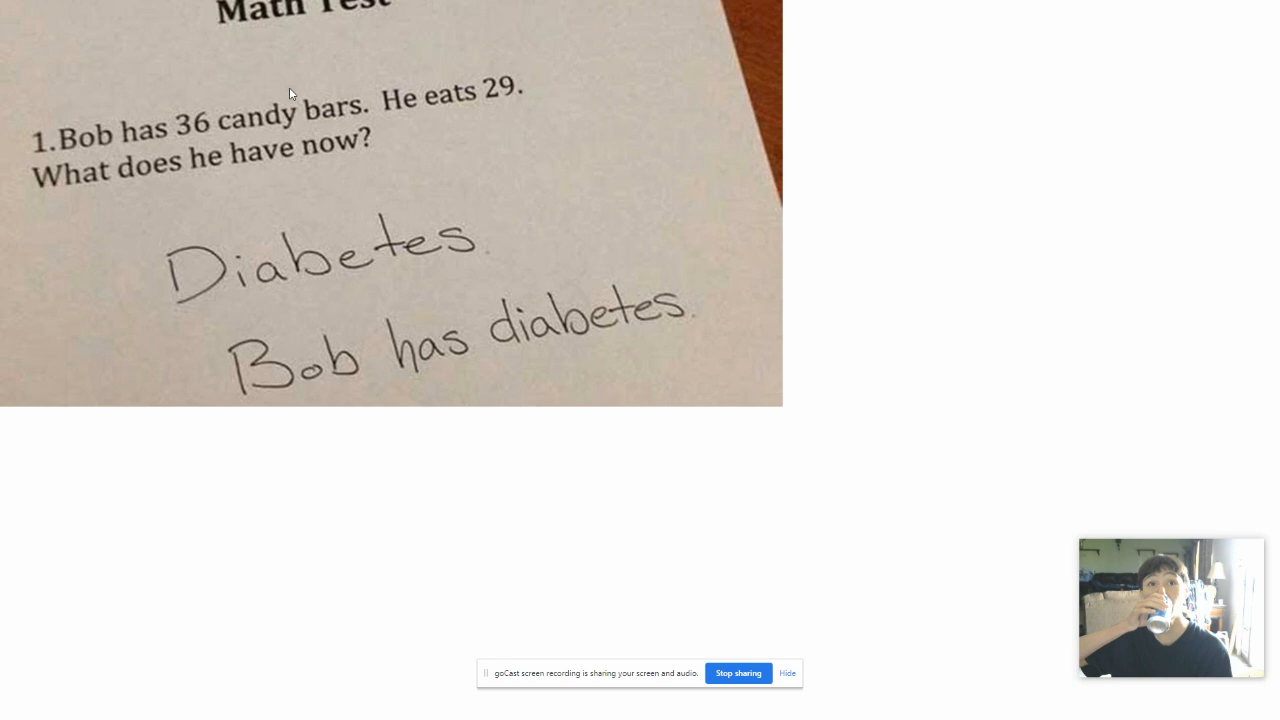 Math Test
1.Bob has 36 candy bars.  He eats 29.
What does he have now?
Diabetes.
Bob has diabetes.
goCast screen recording is sharing your screen and audio.
Stop sharing
Hide